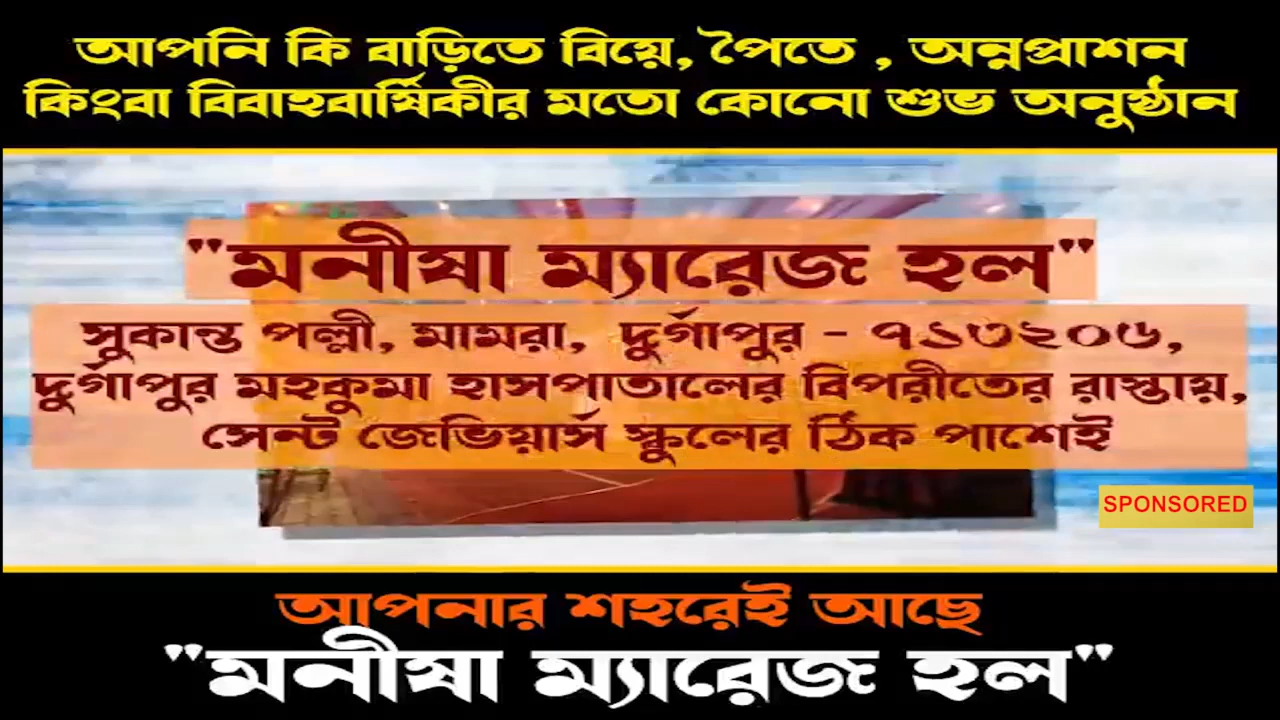 আপনি কি বাড়িতে বিয়ে, পৈতে , অন্নপ্রাশন
কিংবা বিবাহবার্ষিকীর মতো কোনো শুভ অনুষ্ঠান
"মনীষা ম্যারেজ হল"
সুকান্ত পল্লী, মামরা, দুর্গাপুর - ৭১৩২০৬,
দুর্গাপুর মহকুমা হাসপাতালের বিপরীতের রাস্তায়,
সেন্ট জেভিয়ার্স স্কুলের ঠিক পাশেই
SPONSORED
আপনার শহরেই আছে
"মনীষা ম্যারেজ হল"